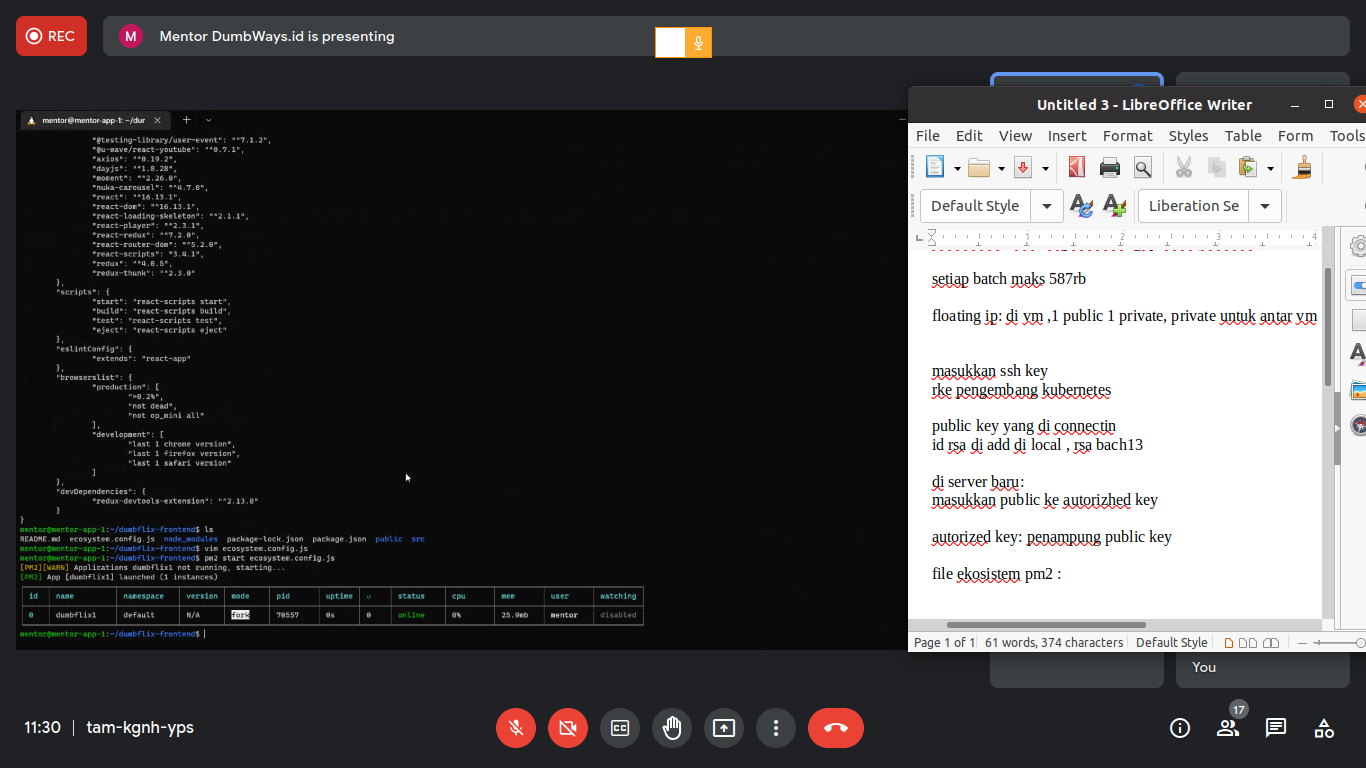 REC
M
Mentor DumbWays.id is presenting
mentor@mentor-app-1: ~/dur
"@testing-library/user-event": "^7.1.2",
"@u-wave/react-youtube": "^0.7.1",
"axios": "^0.19.2",
"dayjs": "^1.8.28",
"moment": "^2.26.0",
"nuka-carousel": "^4.7.0",
"react": "^16.13.1",
"react-dom": "^16.13.1",
"react-loading-skeleton": "^2.1.1",
"react-player": "^2.3.1",
"react-redux": "^7.2.0",
"react-router-dom": "^5.2.0",
"react-scripts": "3.4.1",
"redux": "^4.0.5",
"redux-thunk": "^2.3.0"
},
"scripts": {
"start": "react-scripts start",
"build": "react-scripts build",
"test": "react-scripts test",
"eject": "react-scripts eject"
},
"eslintConfig": {
"extends": "react-app"
},
"browserslist": {
"production": [
">0.2%",
"not dead",
"not op_mini all"
],
"development": [
"last 1 chrome version",
"last 1 firefox version",
"last 1 safari version"
]
},
"devDependencies": {
"redux-devtools-extension": "^2.13.8"
}
}
mentor@mentor-app-1:~/dumbflix-frontend$ ls
README.md ecosystem.config.js node_modules package-lock.json package.json public src
mentor@mentor-app-1:~/dumbflix-frontend$ vim ecosystem.config.js
mentor@mentor-app-1:~/dumbflix-frontend$ pm2 start ecosystem.config.js
[PM2][WARN] Applications dumbflix1 not running, starting...
[PM2] App [dumbflix1] launched (1 instances)
id name namespace version mode pid uptime ↺ status cpu mem user watching
0 dumbflix1 default N/A fork 70557 0s 0 online 0% 25.9mb mentor disabled
mentor@mentor-app-1:~/dumbflix-frontend$
Untitled 3 - LibreOffice Writer
File Edit View Insert Format Styles Table Form Tools
Default Style Liberation Se
1 2 3 4
setiap batch maks 587rb
floating ip: di ym ,1 public 1 private, private untuk antar ym
masukkan ssh key
rke pengembang kubernetes
public key yang di connectin
id rsa di add di local , rsa bach13
di server baru:
masukkan public ke autorizhed key
autorized key: penampung public key
file ekosistem pm2 :
Page 1 of 1 61 words, 374 characters Default Style
You
11:30 tam-kgnh-yps
17